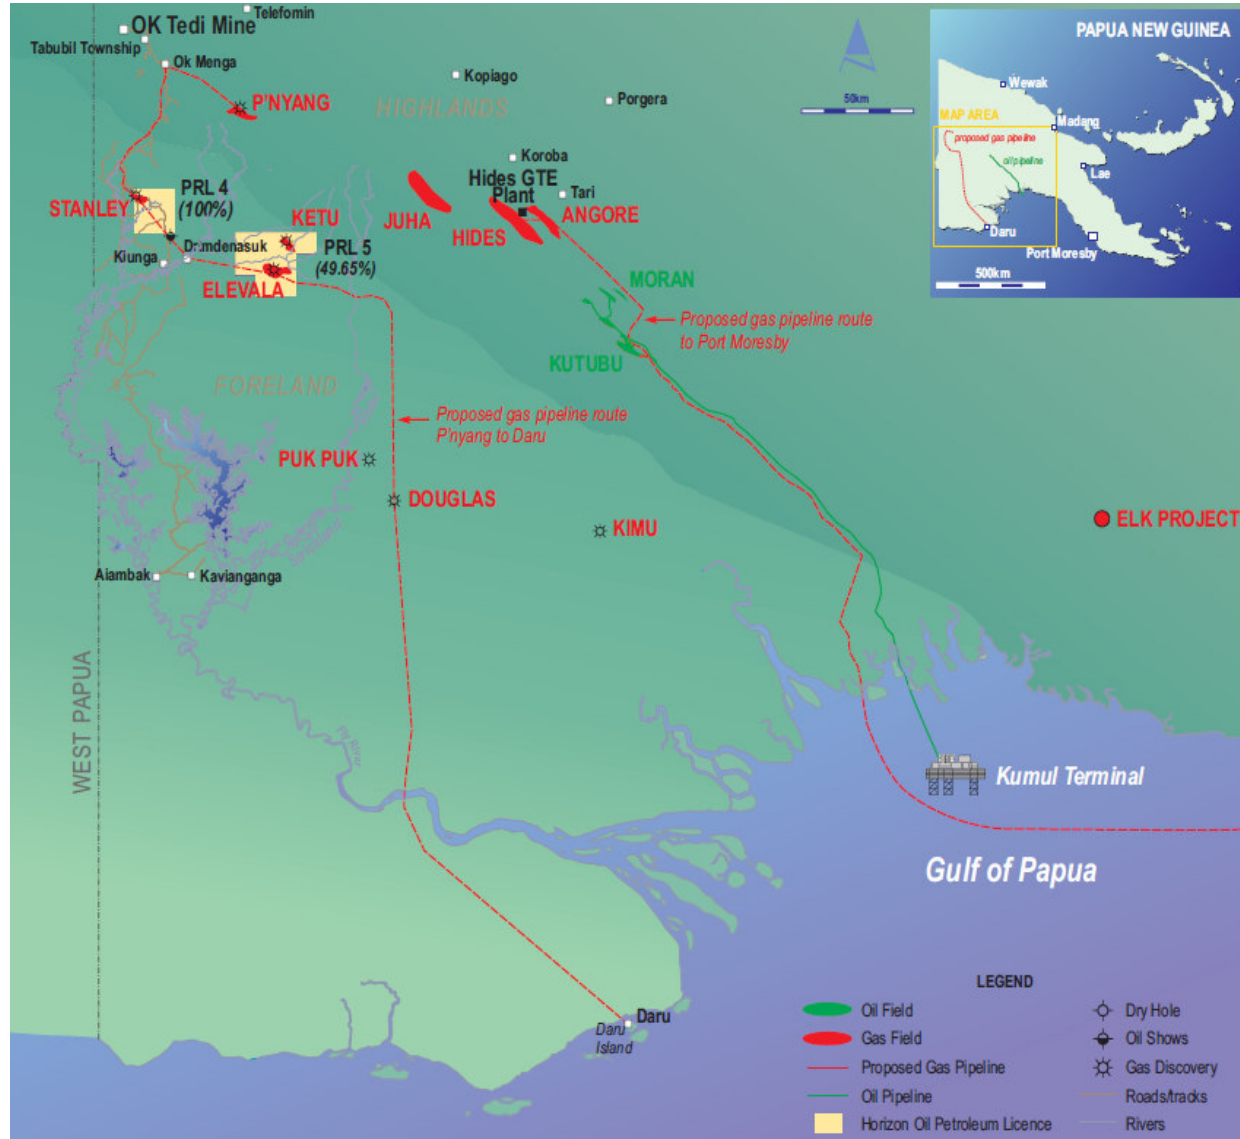 Telefomin
OK Tedi Mine
Tabubil Township
Ok Menga
P'NYANG
HIGHLANDS
Kopiago
Porgera
50km
PAPUA NEW GUINEA
Wewak
MAP AREA
Madang
proposed gas pipeline
oil pipeline
Lae
Daru
Port Moresby
500km
Koroba
Hides GTE
Plant
Tari
PRL 4
(100%)
STANLEY
KETU
JUHA
HIDES
ANGORE
Drmdenasuk
PRL 5
(49.65%)
Kiunga
ELEVALA
MORAN
Proposed gas pipeline route
to Port Moresby
KUTUBU
FORELAND
Proposed gas pipeline route
P'nyang to Daru
PUK PUK
DOUGLAS
KIMU
ELK PROJECT
Aiambak
Kavianganga
WEST PAPUA
Fly River
Kumul Terminal
Gulf of Papua
Daru
Daru
Island
LEGEND
Oil Field
Dry Hole
Gas Field
Oil Shows
Proposed Gas Pipeline
Gas Discovery
Oil Pipeline
Roads/tracks
Horizon Oil Petroleum Licence
Rivers